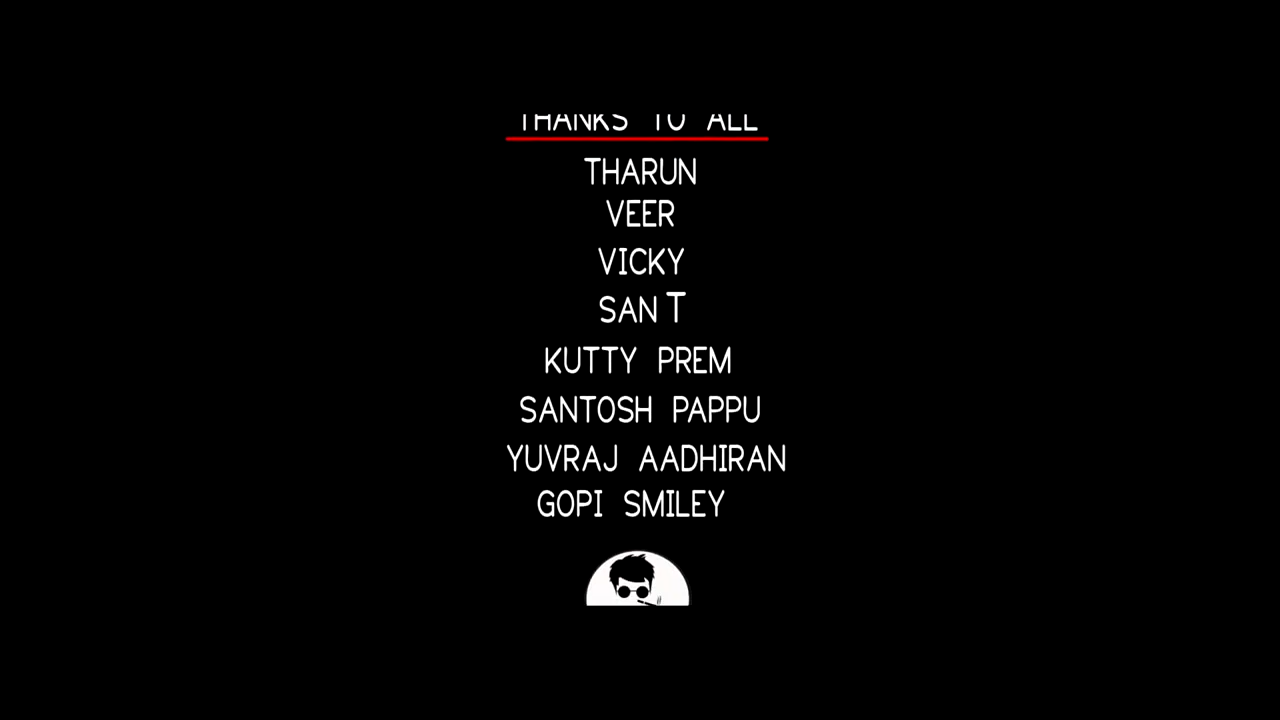 THANKS TO ALL
THARUN
VEER
VICKY
SAN T
KUTTY PREM
SANTOSH PAPPU
YUVRAJ AADHIRAN
GOPI SMILEY